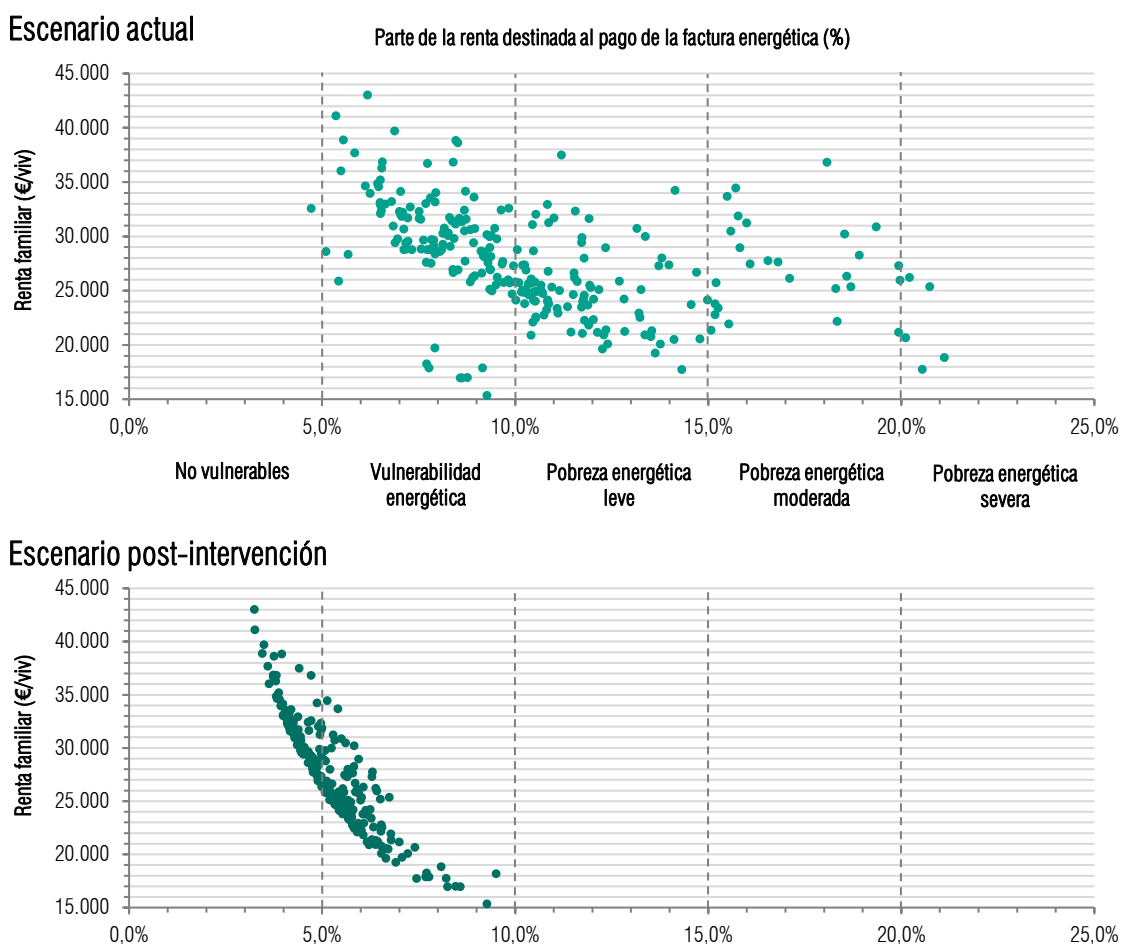 Escenario actual
Parte de la renta destinada al pago de la factura energética (%)
Renta familiar (€/viv)
45.000
40.000
35.000
30.000
25.000
20.000
15.000
0,0%
5,0%
10,0%
15,0%
20,0%
25,0%
No vulnerables
Vulnerabilidad
energética
Pobreza energética
leve
Pobreza energética
moderada
Pobreza energética
severa
Escenario post-intervención
Renta familiar (€/viv)
45.000
40.000
35.000
30.000
25.000
20.000
15.000
0,0%
5,0%
10,0%
15,0%
20,0%
25,0%